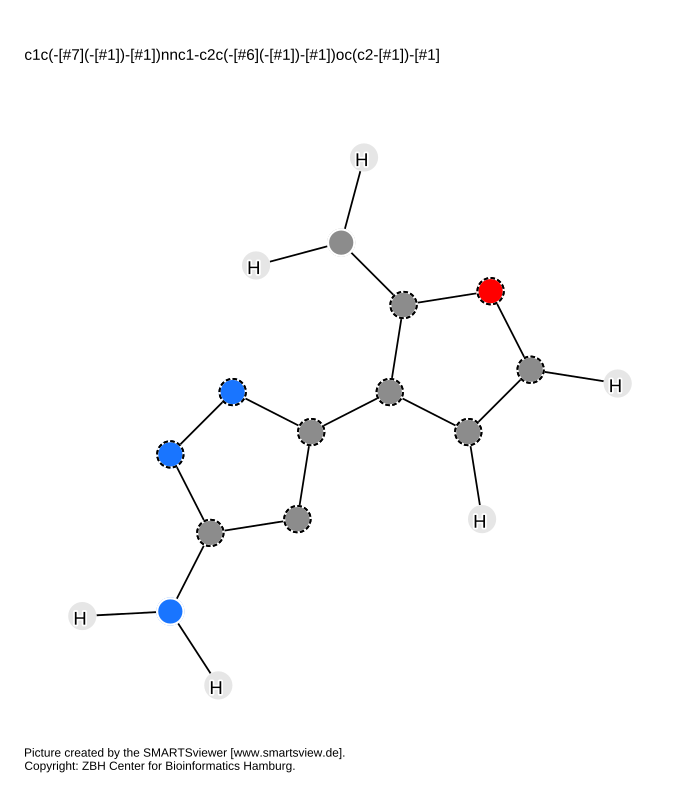 c1c(-[#7](-[#1])-[#1])nnc1-c2c(-[#6](-[#1])-[#1])oc(c2-[#1])-[#1]
H
H
H
H
H
H
Picture created by the SMARTSviewer [www.smartsview.de].
Copyright: ZBH Center for Bioinformatics Hamburg.